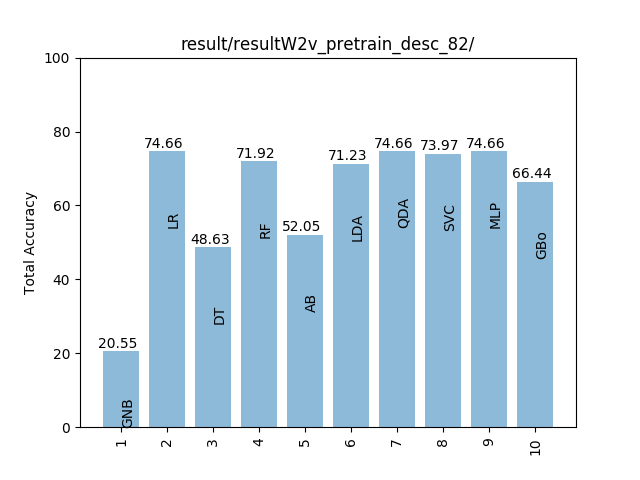 result/resultW2v_pretrain_desc_82/
Total Accuracy
100
80
60
40
20
0
20.55
74.66
48.63
71.92
52.05
71.23
74.66
73.97
74.66
66.44
GNB
LR
DT
RF
AB
LDA
QDA
SVC
MLP
GBo
1
2
3
4
5
6
7
8
9
10